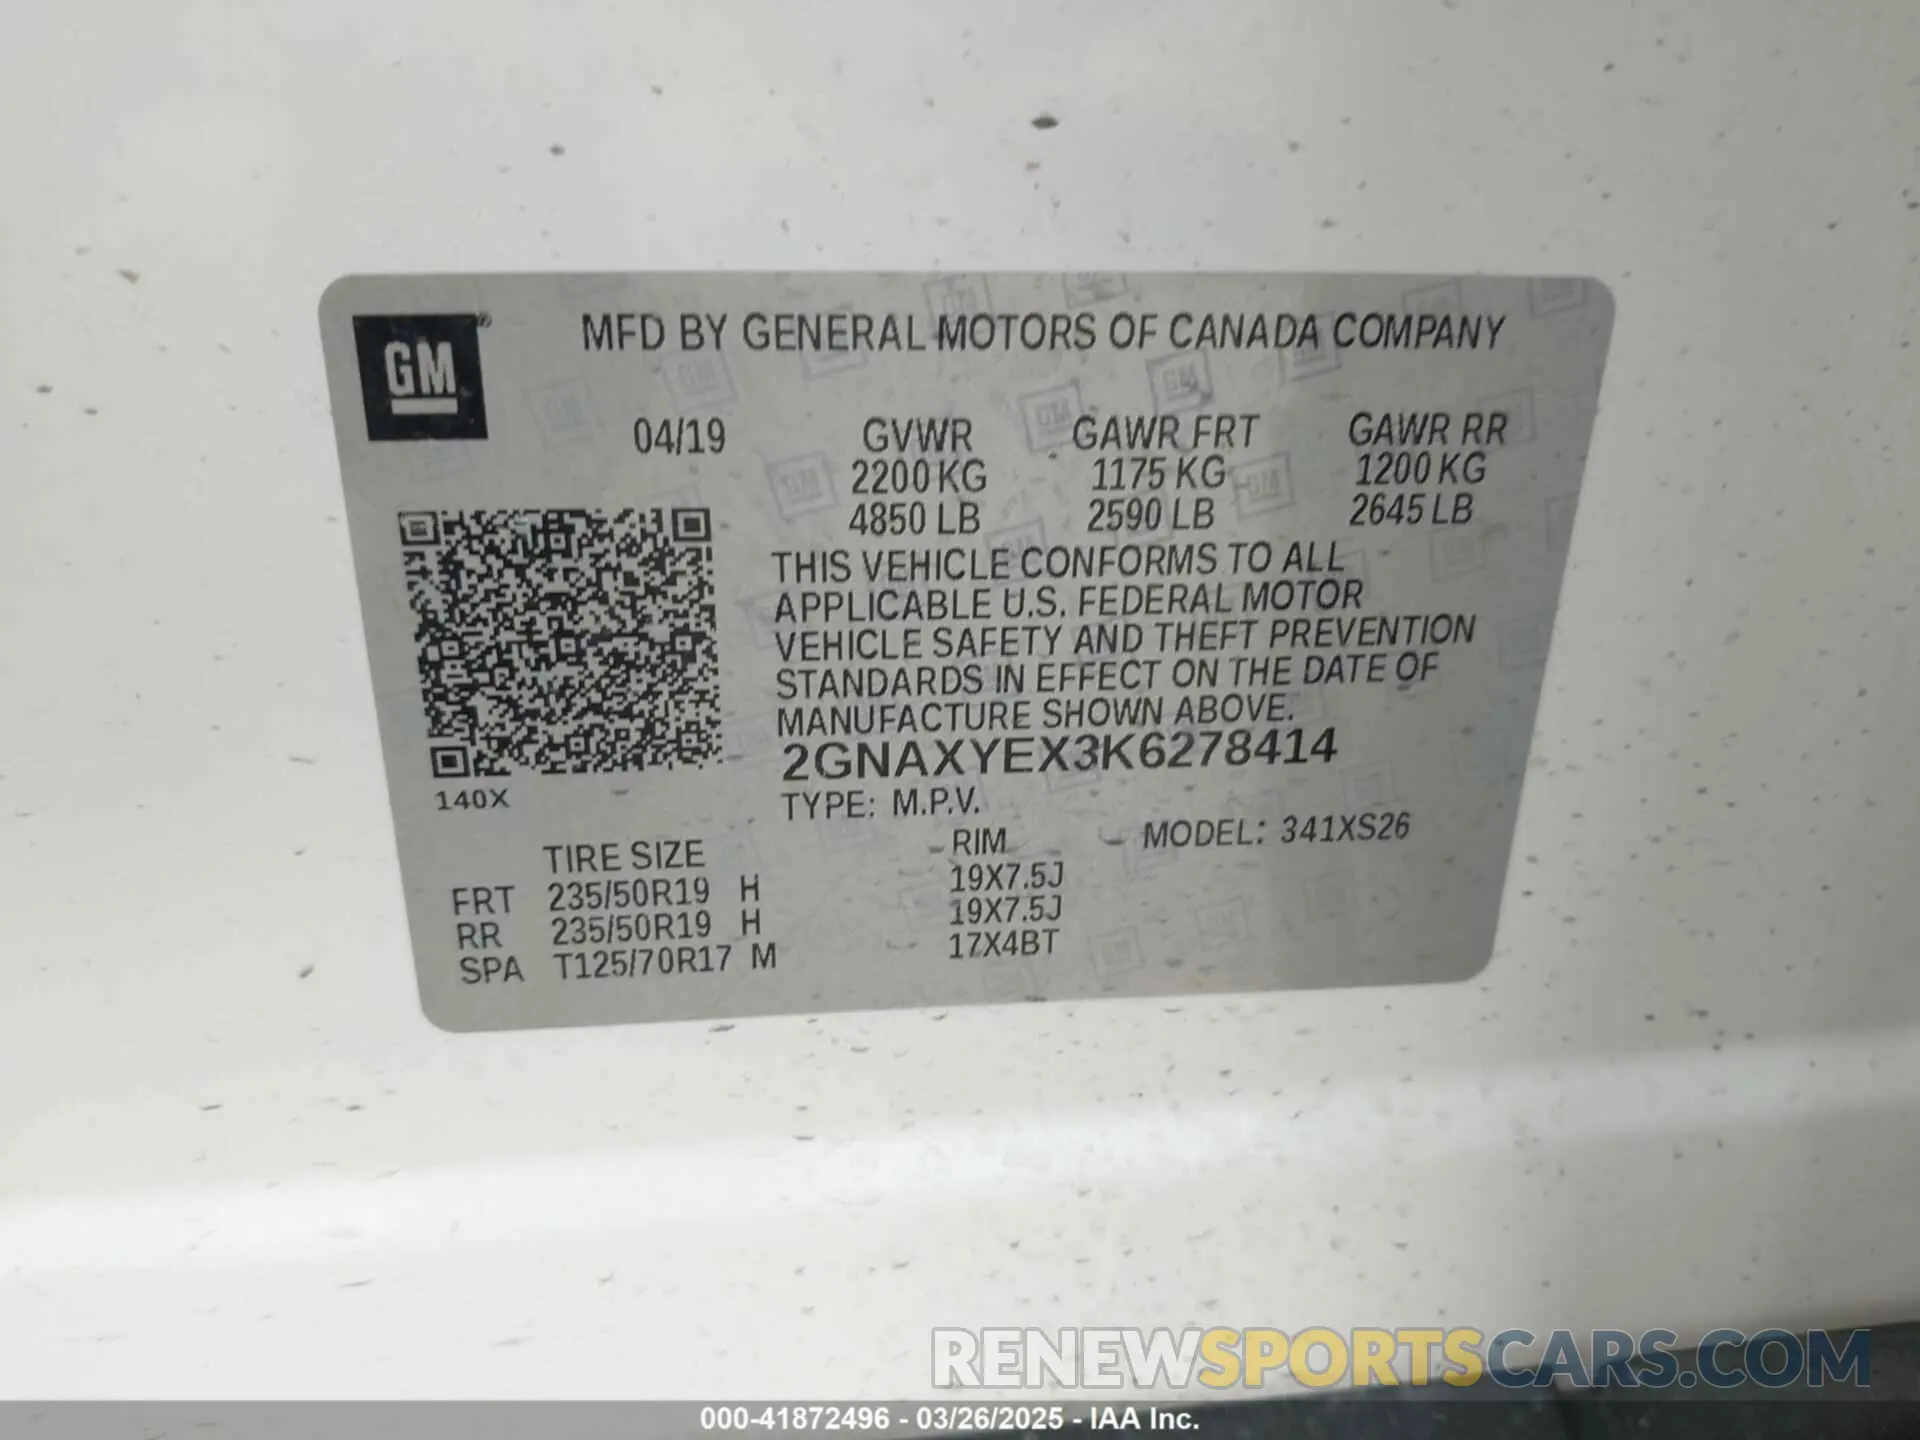 GM®
MFD BY GENERAL MOTORS OF CANADA COMPANY
04/19 GVWR GAWR FRT GAWR RR
2200 KG 1175 KG 1200 KG
4850 LB 2590 LB 2645 LB
THIS VEHICLE CONFORMS TO ALL
APPLICABLE U.S. FEDERAL MOTOR
VEHICLE SAFETY AND THEFT PREVENTION
STANDARDS IN EFFECT ON THE DATE OF
MANUFACTURE SHOWN ABOVE.
2GNAXYEX3K6278414
140X
TYPE: M.P.V.
TIRE SIZE RIM MODEL: 341XS26
FRT 235/50R19 H 19X7.5J
RR 235/50R19 H 19X7.5J
SPA T125/70R17 M 17X4BT
RENEWSPORTSCARS.COM
000-41872496 - 03/26/2025 - IAA Inc.